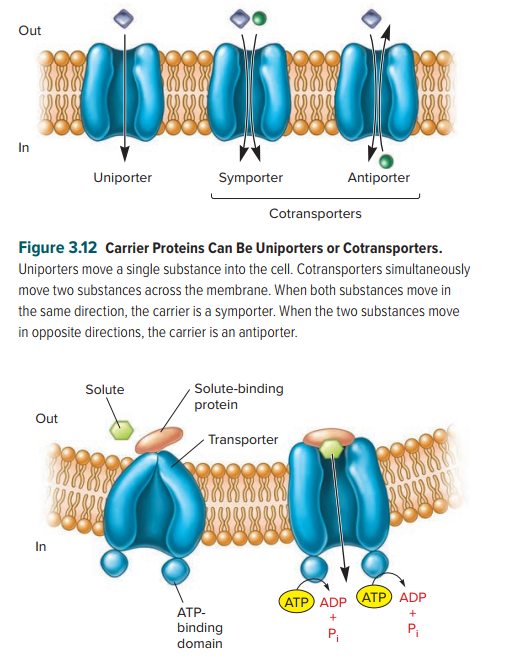 Out
In
Uniporter
Symporter
Antiporter
Cotransporters
Figure 3.12 Carrier Proteins Can Be Uniporters or Cotransporters.
Uniporters move a single substance into the cell. Cotransporters simultaneously
move two substances across the membrane. When both substances move in
the same direction, the carrier is a symporter. When the two substances move
in opposite directions, the carrier is an antiporter.
Solute
Solute-binding
protein
Out
Transporter
In
ATP-
binding
domain
ATP ADP
+
Pi
ATP ADP
+
Pi